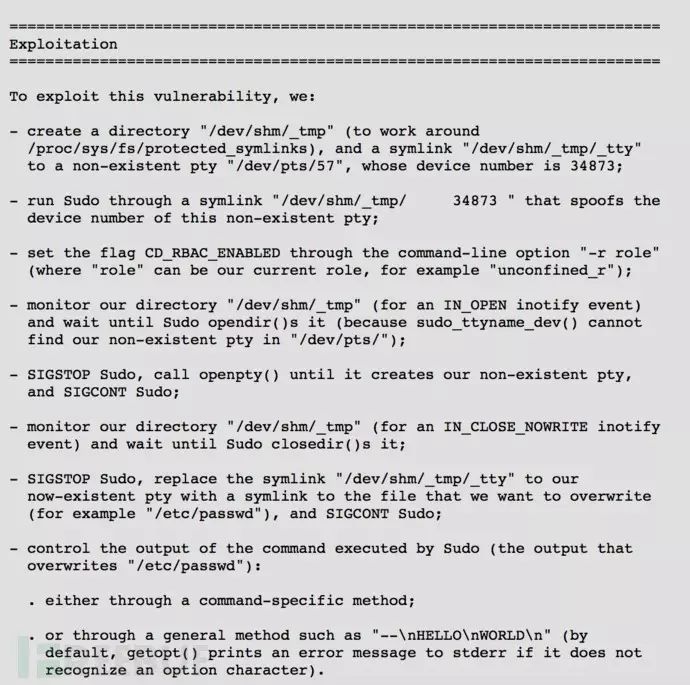 ========================================================================
Exploitation
========================================================================
To exploit this vulnerability, we:
- create a directory "/dev/shm/_tmp" (to work around
/proc/sys/fs/protected_symlinks), and a symlink "/dev/shm/_tmp/_tty"
to a non-existent pty "/dev/pts/57", whose device number is 34873;
- run Sudo through a symlink "/dev/shm/_tmp/     34873 " that spoofs the
device number of this non-existent pty;
- set the flag CD_RBAC_ENABLED through the command-line option "-r role"
(where "role" can be our current role, for example "unconfined_r");
- monitor our directory "/dev/shm/_tmp" (for an IN_OPEN inotify event)
and wait until Sudo opendir()s it (because sudo_ttyname_dev() cannot
find our non-existent pty in "/dev/pts/");
- SIGSTOP Sudo, call openpty() until it creates our non-existent pty,
and SIGCONT Sudo;
- monitor our directory "/dev/shm/_tmp" (for an IN_CLOSE_NOWRITE inotify
event) and wait until Sudo closedir()s it;
- SIGSTOP Sudo, replace the symlink "/dev/shm/_tmp/_tty" to our
now-existent pty with a symlink to the file that we want to overwrite
(for example "/etc/passwd"), and SIGCONT Sudo;
- control the output of the command executed by Sudo (the output that
overwrites "/etc/passwd"):
. either through a command-specific method;
. or through a general method such as "--\nHELLO\nWORLD\n" (by
default, getopt() prints an error message to stderr if it does not
recognize an option character).